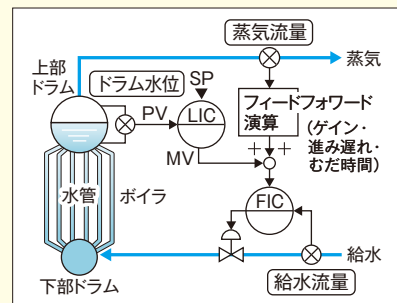 蒸気流量
蒸気
上部
ドラム
ドラム水位
SP
PV
LIC
MV
フィードフォワード
演算
(ゲイン・
進み遅れ・
むだ時間)
+ +
水管
ボイラ
FIC
給水
下部ドラム
給水流量